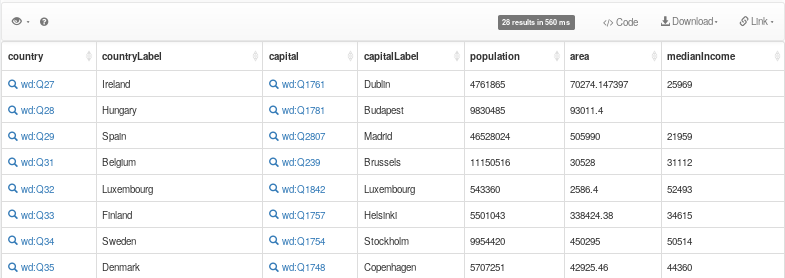 28 results in 560 ms </> Code Download Link
country countryLabel capital capitalLabel population area medianIncome
wd:Q27 Ireland wd:Q1761 Dublin 4761865 70274.147397 25969
wd:Q28 Hungary wd:Q1781 Budapest 9830485 93011.4
wd:Q29 Spain wd:Q2807 Madrid 46528024 505990 21959
wd:Q31 Belgium wd:Q239 Brussels 11150516 30528 31112
wd:Q32 Luxembourg wd:Q1842 Luxembourg 543360 2586.4 52493
wd:Q33 Finland wd:Q1757 Helsinki 5501043 338424.38 34615
wd:Q34 Sweden wd:Q1754 Stockholm 9954420 450295 50514
wd:Q35 Denmark wd:Q1748 Copenhagen 5707251 42925.46 44360